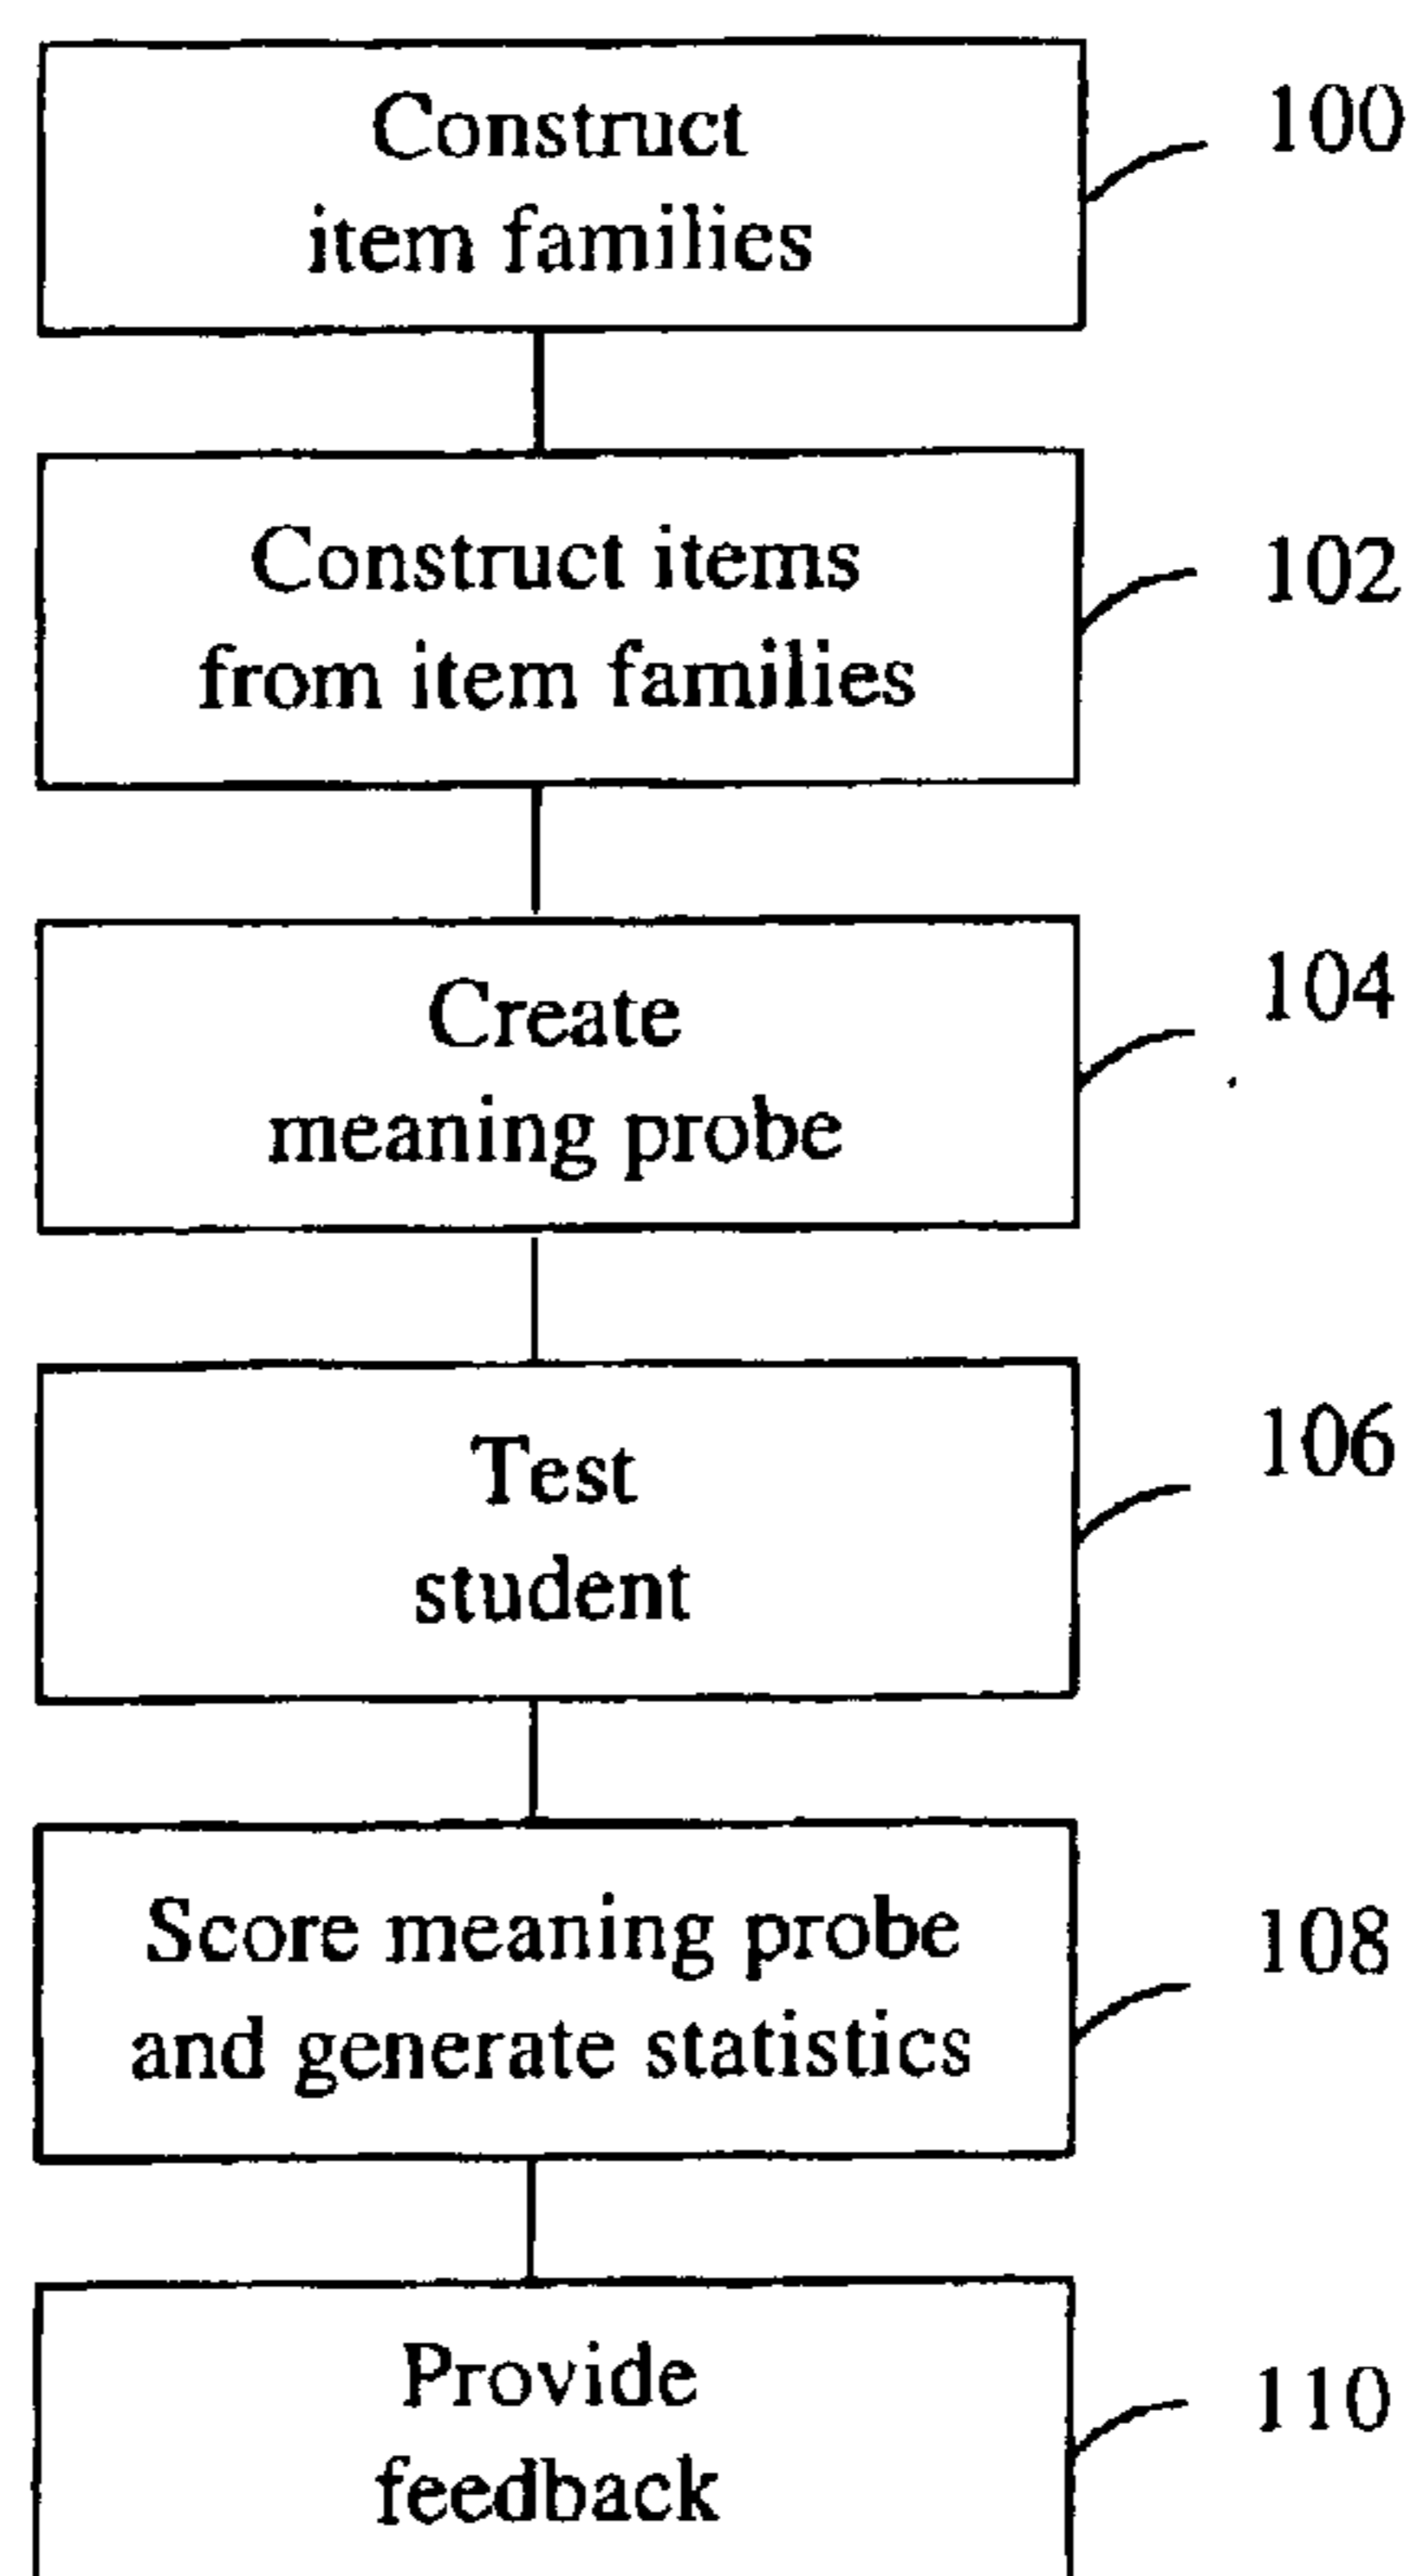 Construct
item families
100
Construct items
from item families
102
Create
meaning probe
104
Test
student
106
Score meaning probe
and generate statistics
108
Provide
feedback
110